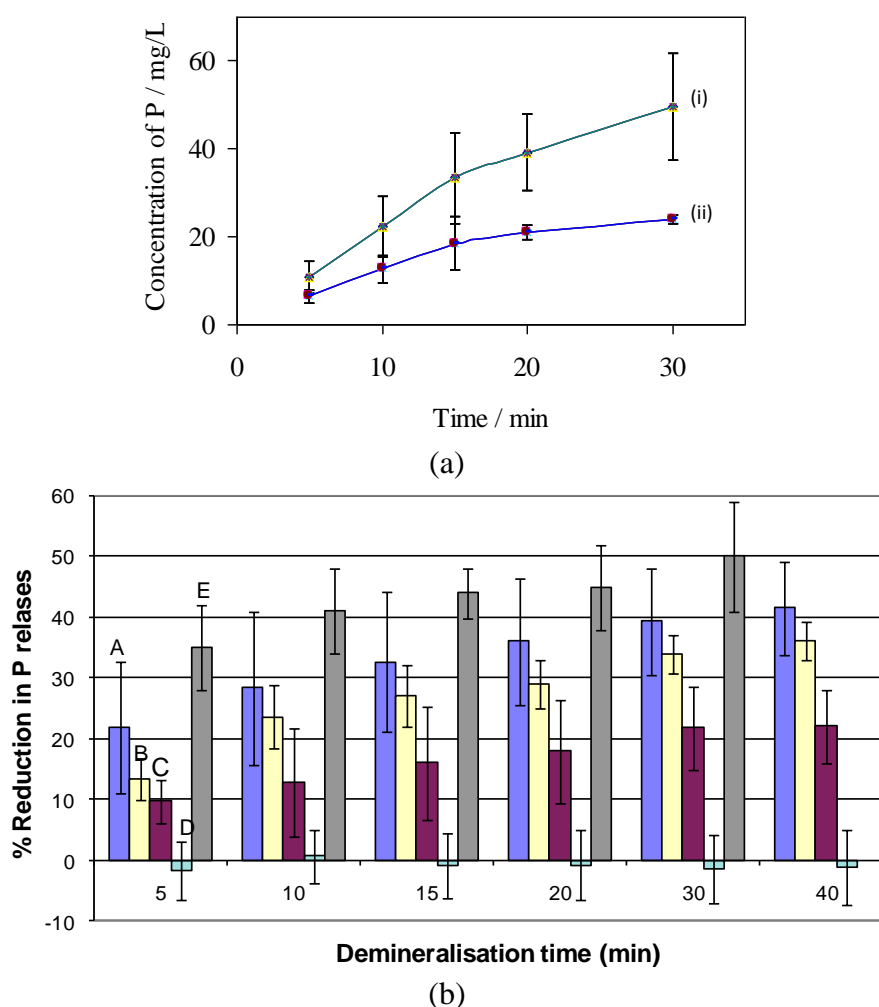 Concentration of P / mg/L
60
40
20
0
(i)
(ii)
0 10 20 30
Time / min
(a)
% Reduction in P relases
60
50
40
30
20
10
0
-10
A
B
C
D
E
5 10 15 20 30 40
Demineralisation time (min)
(b)